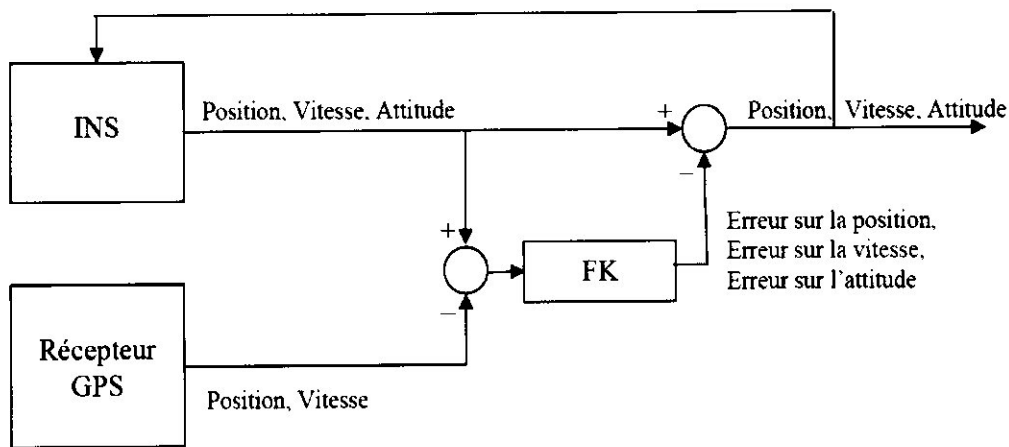 INS
Position, Vitesse, Attitude
+
Position, Vitesse, Attitude
−
Erreur sur la position,
Erreur sur la vitesse,
Erreur sur l'attitude
+
FK
−
Récepteur
GPS
Position, Vitesse